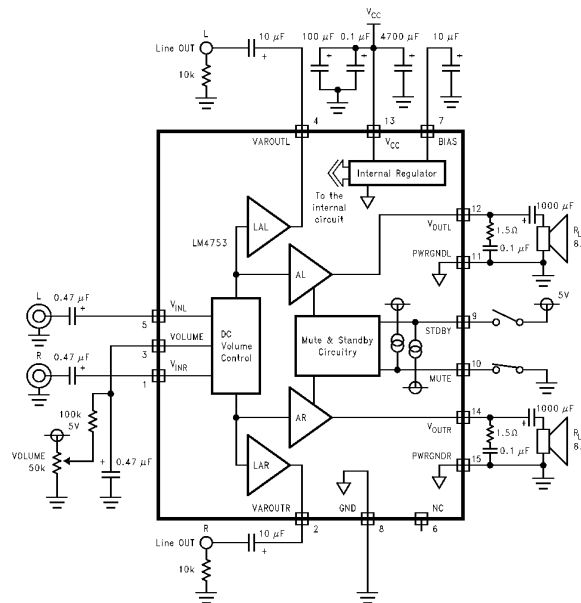 VCC
L
Line OUT
10 µF
100 µF
0.1 µF
4700 µF
10 µF
10k
4
13
7
VAROUTL
VCC
BIAS
Internal Regulator
To the
internal
circuit
LAL
LM4753
12
1000 µF
VOUTL
1.5Ω
0.1 µF
RL
8
AL
PWRGNDL
11
L
0.47 µF
VINL
5
DC
Volume
Control
Mute & Standby
Circuitry
9
STDBY
5V
VOLUME
3
R
0.47 µF
VINR
1
10
MUTE
100k
5V
VOLUME
50k
0.47 µF
AR
14
1000 µF
VOUTR
1.5Ω
0.1 µF
RL
8
LAR
PWRGNDR
15
VAROUTR
GND
NC
2
8
6
R
Line OUT
10 µF
10k